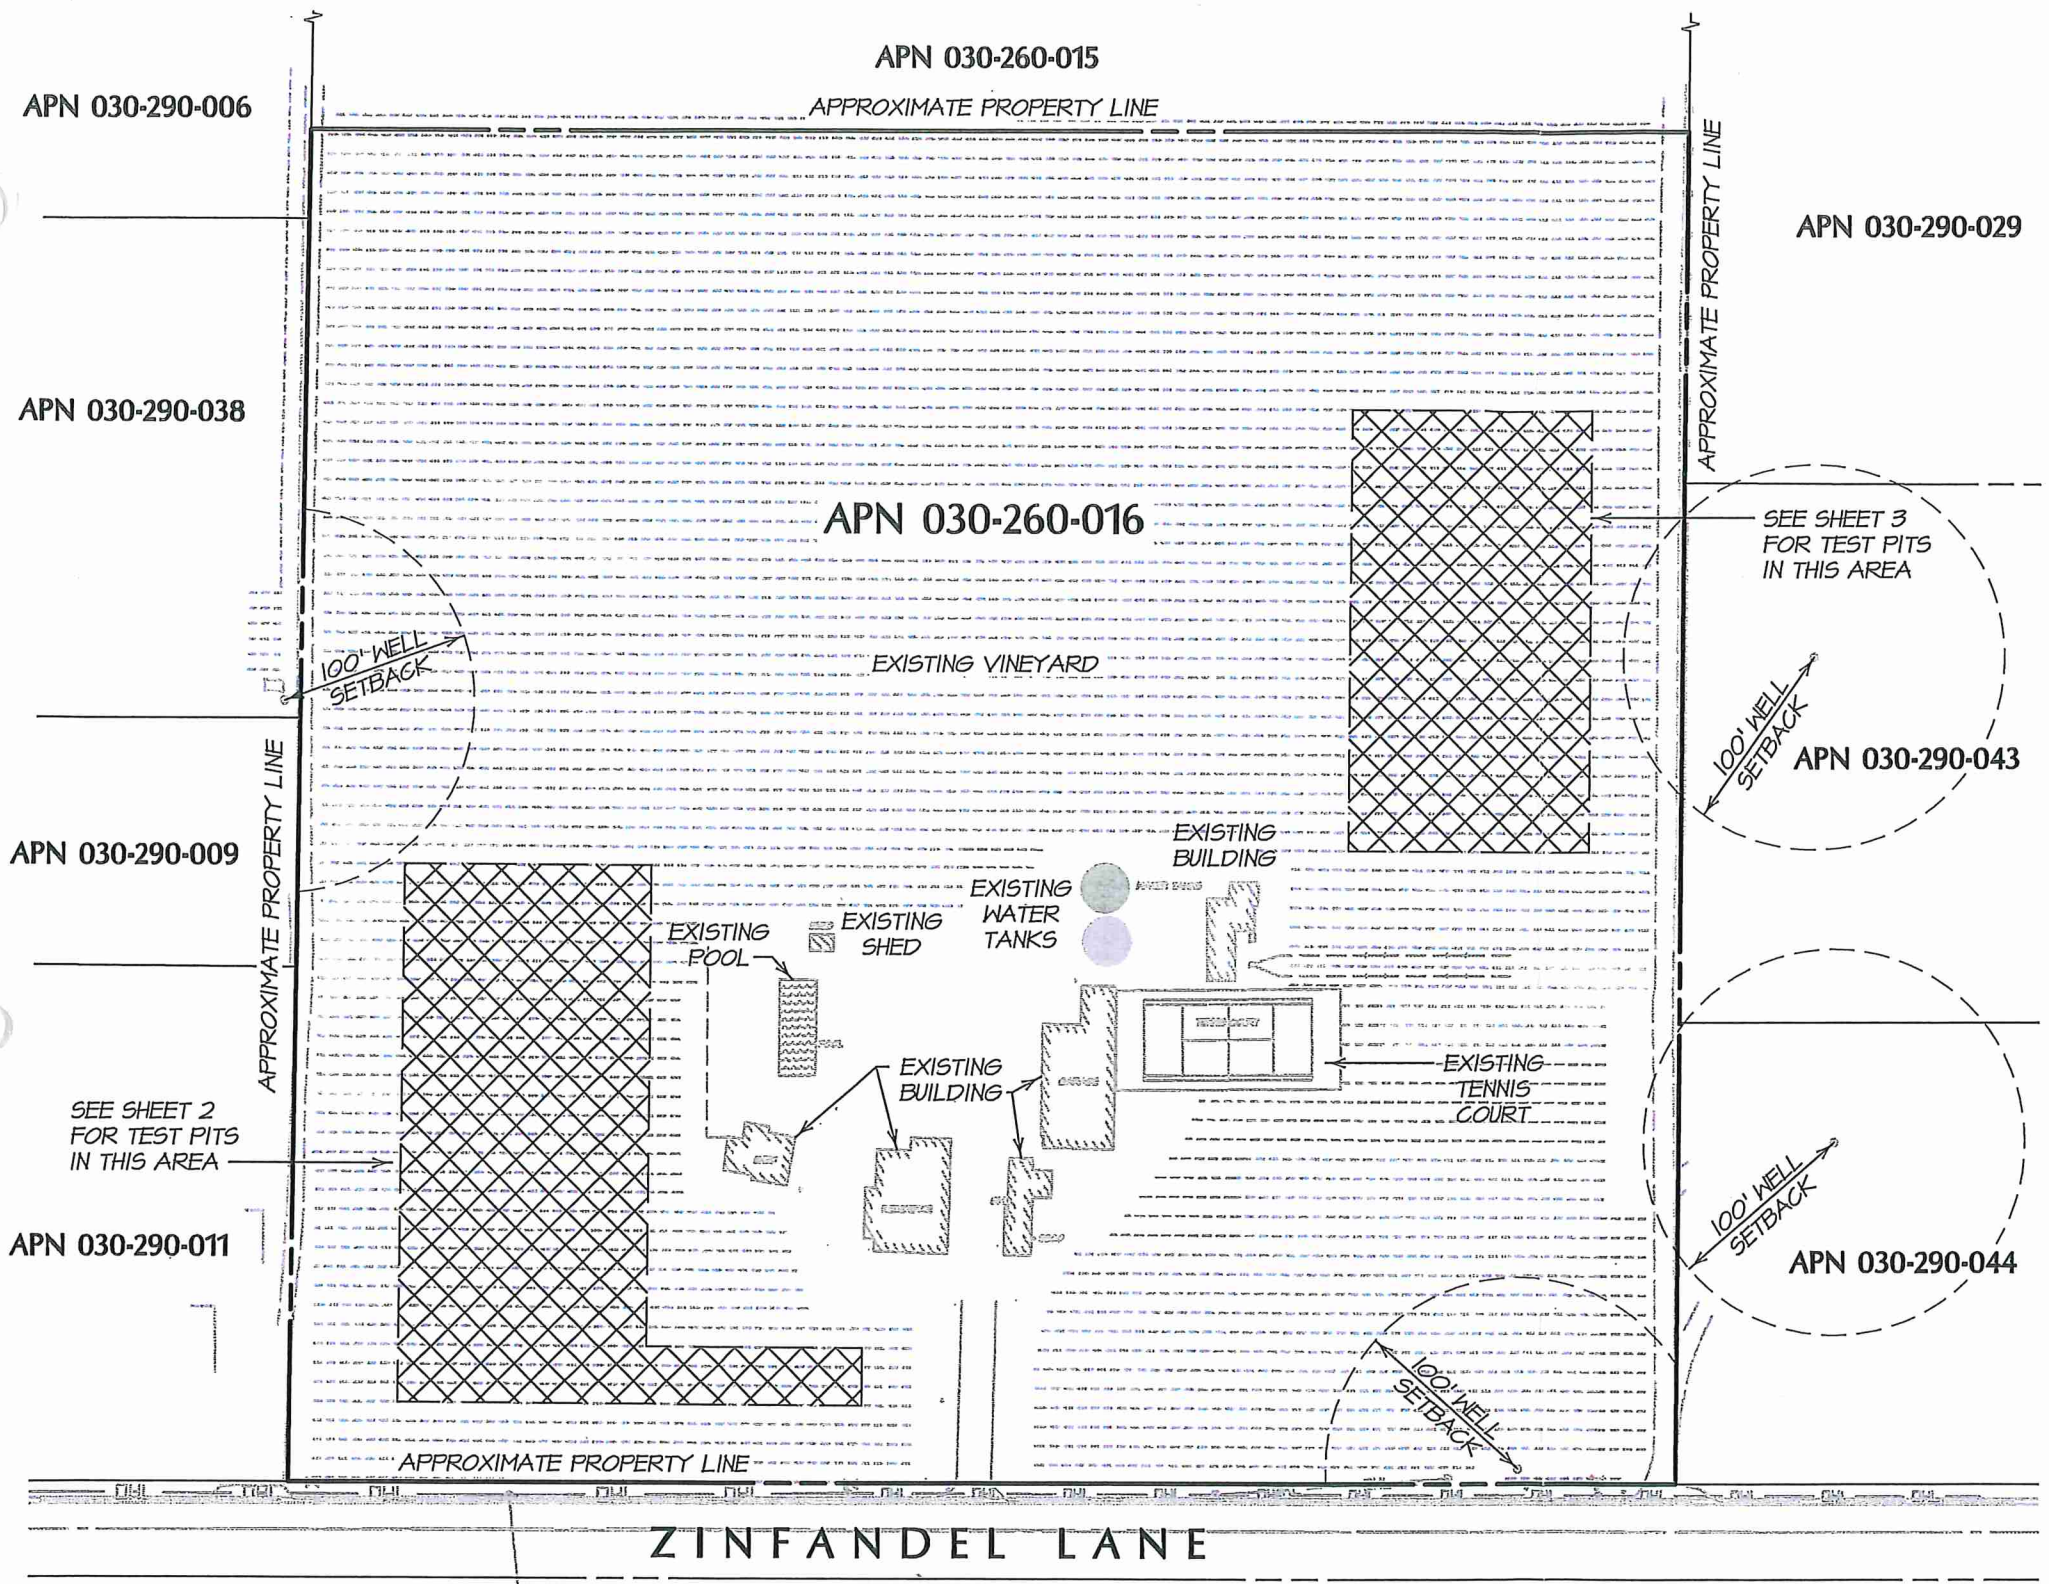 APN 030-260-015
APN 030-290-006
APPROXIMATE PROPERTY LINE
APPROXIMATE PROPERTY LINE
APN 030-290-029
APN 030-290-038
APN 030-260-016
SEE SHEET 3
FOR TEST PITS
IN THIS AREA
100' WELL
SETBACK
EXISTING VINEYARD
100' WELL
SETBACK
APN 030-290-043
APPROXIMATE PROPERTY LINE
APN 030-290-009
EXISTING
BUILDING
EXISTING
WATER
TANKS
EXISTING
SHED
EXISTING
POOL
EXISTING
BUILDING
EXISTING
TENNIS
COURT
SEE SHEET 2
FOR TEST PITS
IN THIS AREA
100' WELL
SETBACK
APN 030-290-011
APN 030-290-044
100' WELL
SETBACK
APPROXIMATE PROPERTY LINE
ZINFANDEL LANE